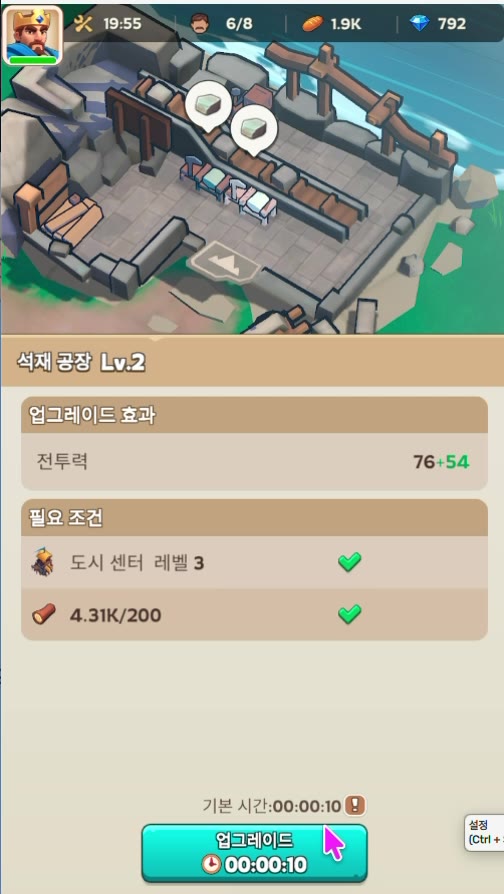 19:55 6/8 1.9K 792
석재 공장 Lv.2
업그레이드 효과
전투력 76+54
필요 조건
도시 센터 레벨 3
4.31K/200
기본 시간:00:00:10
업그레이드
00:00:10
설정
(Ctrl +